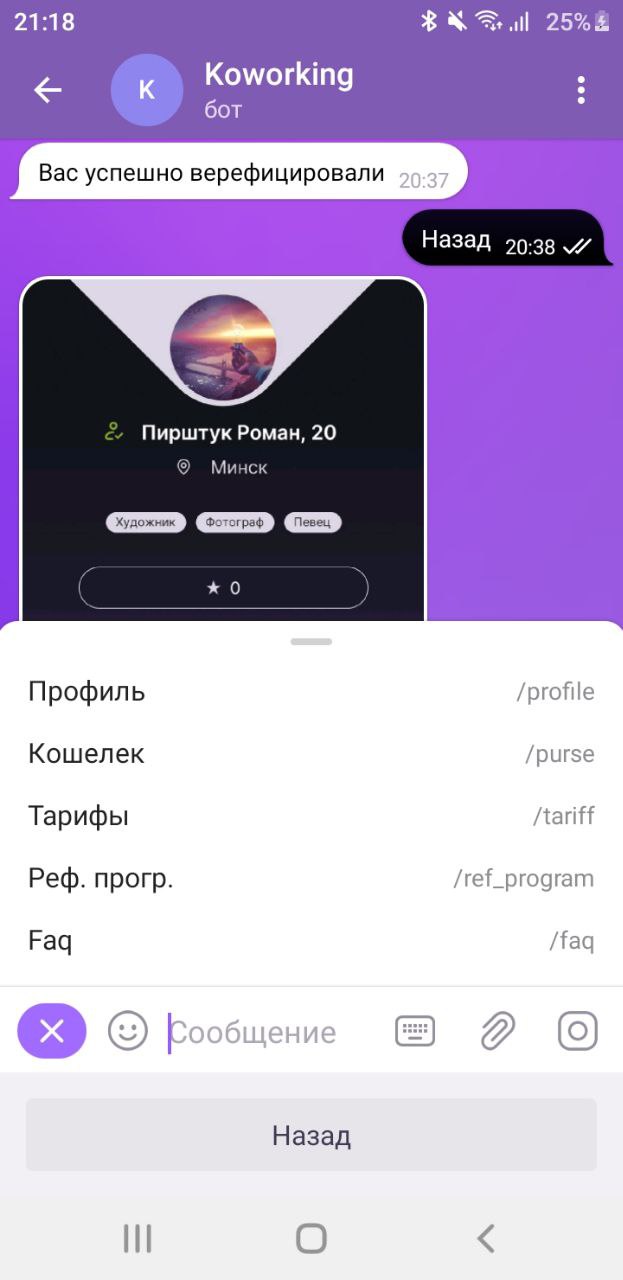 21:18
25%
K
Koworking
бот
Вас успешно верефицировали 20:37
Назад 20:38
Пирштук Роман, 20
Минск
Художник Фотограф Певец
★ 0
Профиль /profile
Кошелек /purse
Тарифы /tariff
Реф. прогр. /ref_program
Faq /faq
Сообщение
Назад